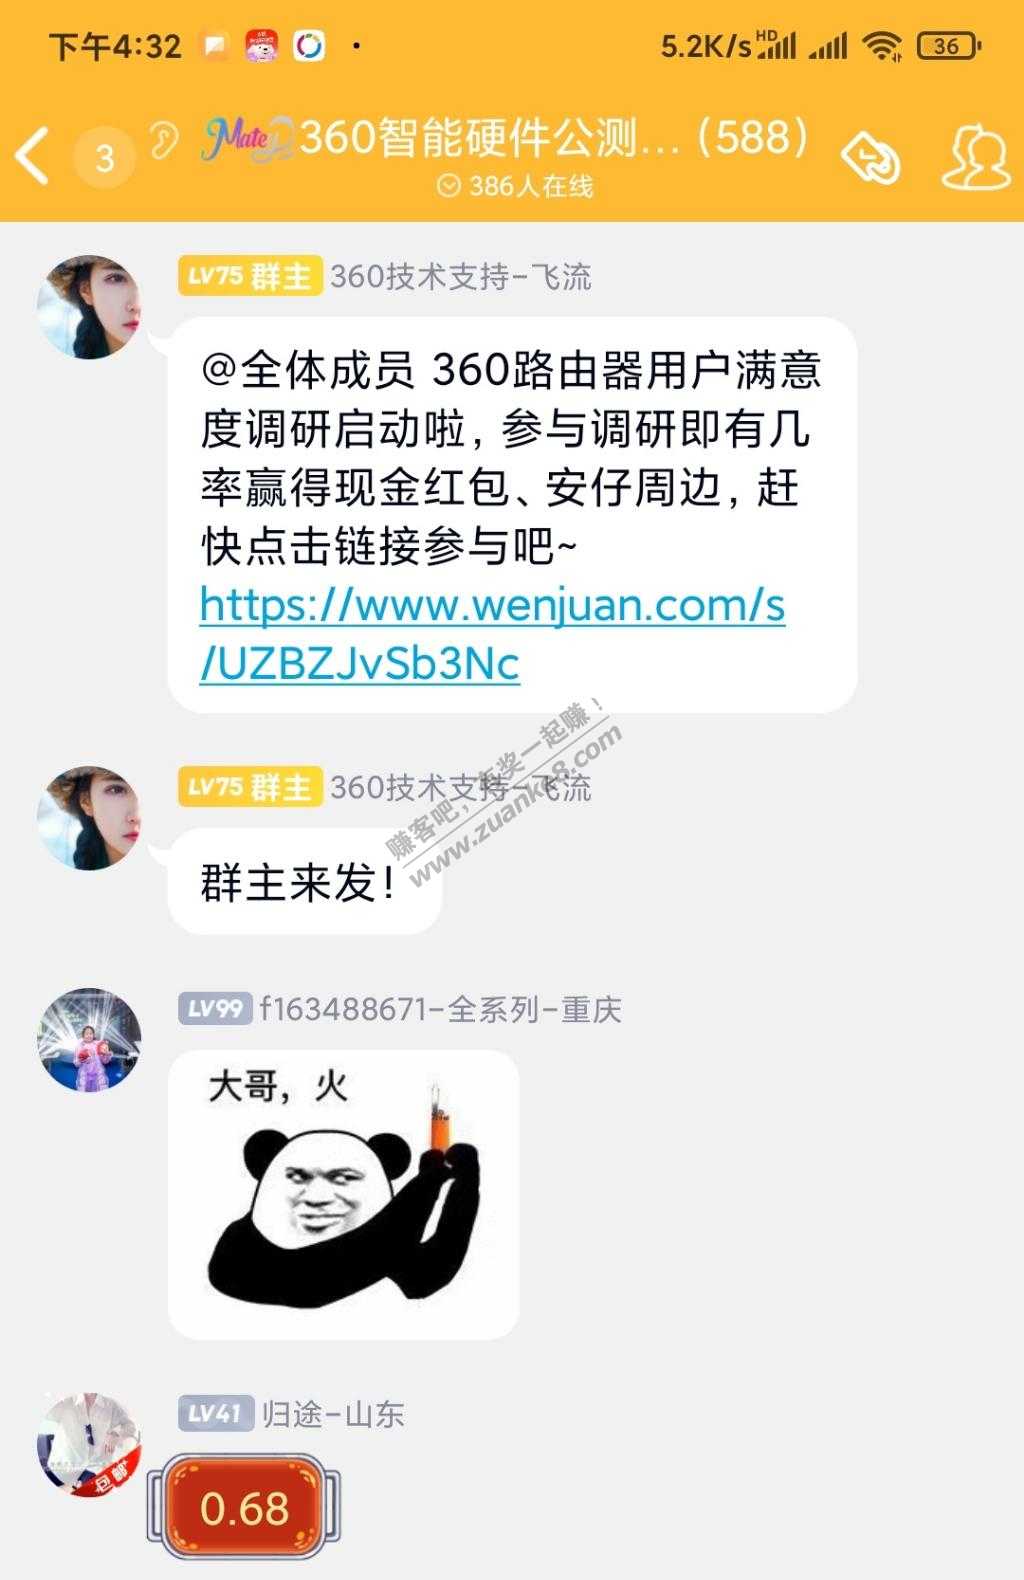 下午4:32
5.2K/s HD 36
3 Mate 360智能硬件公测...（588）
386人在线
LV75 群主 360技术支持-飞流
@全体成员 360路由器用户满意
度调研启动啦，参与调研即有几
率赢得现金红包、安仔周边，赶
快点击链接参与吧~
https://www.wenjuan.com/s
/UZBZJvSb3Nc
赚客吧，有奖一起赚！
www.zuanke8.com
LV75 群主 360技术支持-飞流
群主来发！
LV99 f163488671-全系列-重庆
大哥，火
LV41 归途-山东
包邮
0.68